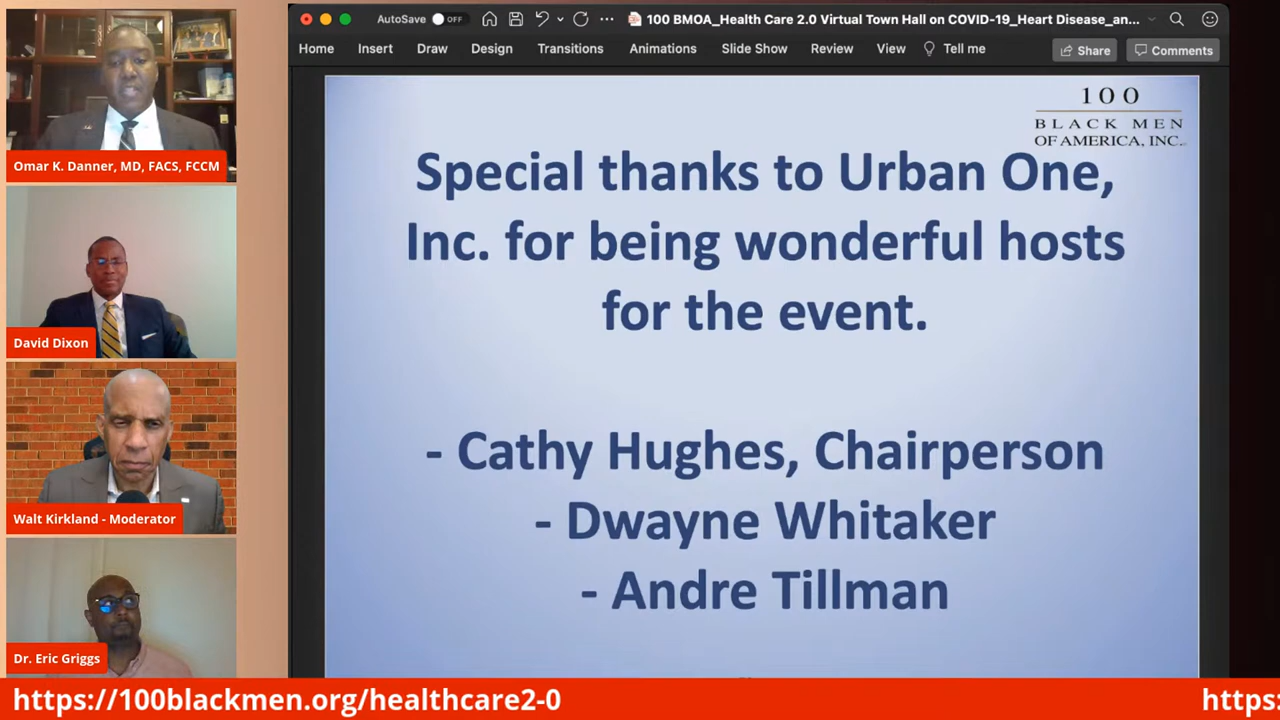 AutoSave OFF
100 BMOA_Health Care 2.0 Virtual Town Hall on COVID-19_Heart Disease_an...
Home Insert Draw Design Transitions Animations Slide Show Review View Tell me Share Comments
100
BLACK MEN
OF AMERICA, INC.
Special thanks to Urban One,
Inc. for being wonderful hosts
for the event.
- Cathy Hughes, Chairperson
- Dwayne Whitaker
- Andre Tillman
Omar K. Danner, MD, FACS, FCCM
David Dixon
Walt Kirkland - Moderator
Dr. Eric Griggs
https://100blackmen.org/healthcare2-0
https: